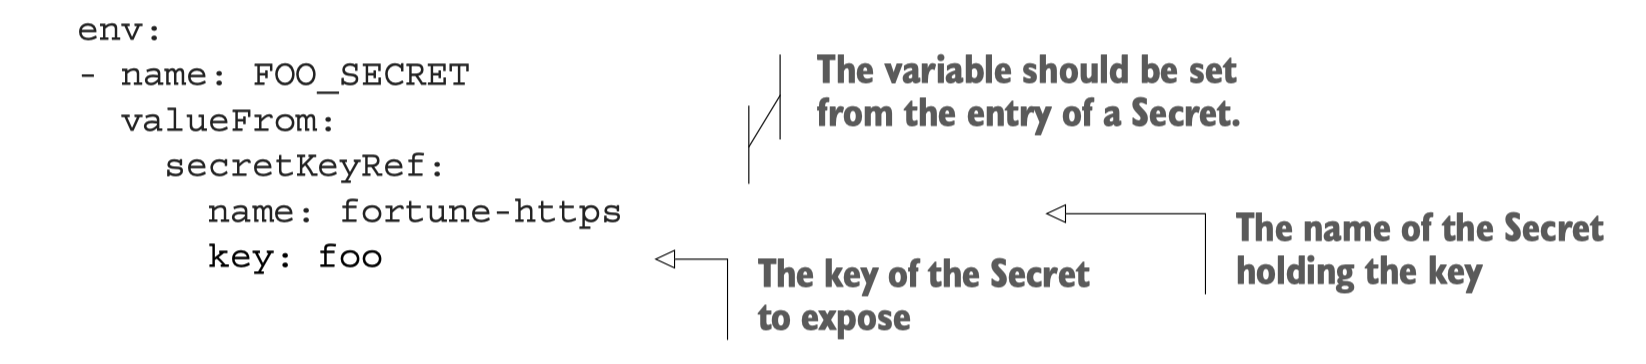 env:
- name: FOO_SECRET
valueFrom:
secretKeyRef:
name: fortune-https
key: foo
The variable should be set
from the entry of a Secret.
The name of the Secret
holding the key
The key of the Secret
to expose